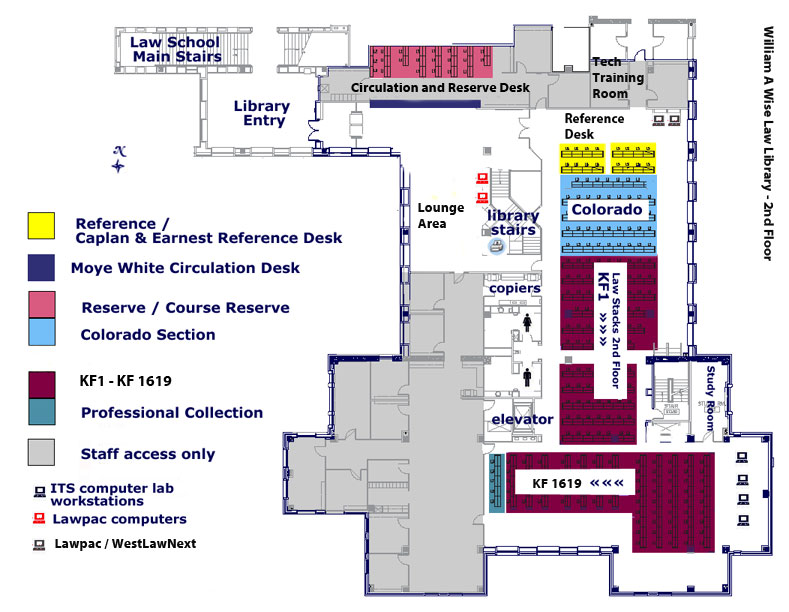 Law School
Main Stairs
Library
Entry
Circulation and Reserve Desk
Tech
Training
Room
Reference
Desk
William A Wise Law Library - 2nd Floor
N
Lounge
Area
library
stairs
Colorado
copiers
Law Stacks 2nd Floor
KF1 »»»
Study Room
elevator
KF 1619 «««
Reference /
Caplan & Earnest Reference Desk
Moye White Circulation Desk
Reserve / Course Reserve
Colorado Section
KF1 - KF 1619
Professional Collection
Staff access only
ITS computer lab
workstations
Lawpac computers
Lawpac / WestLawNext